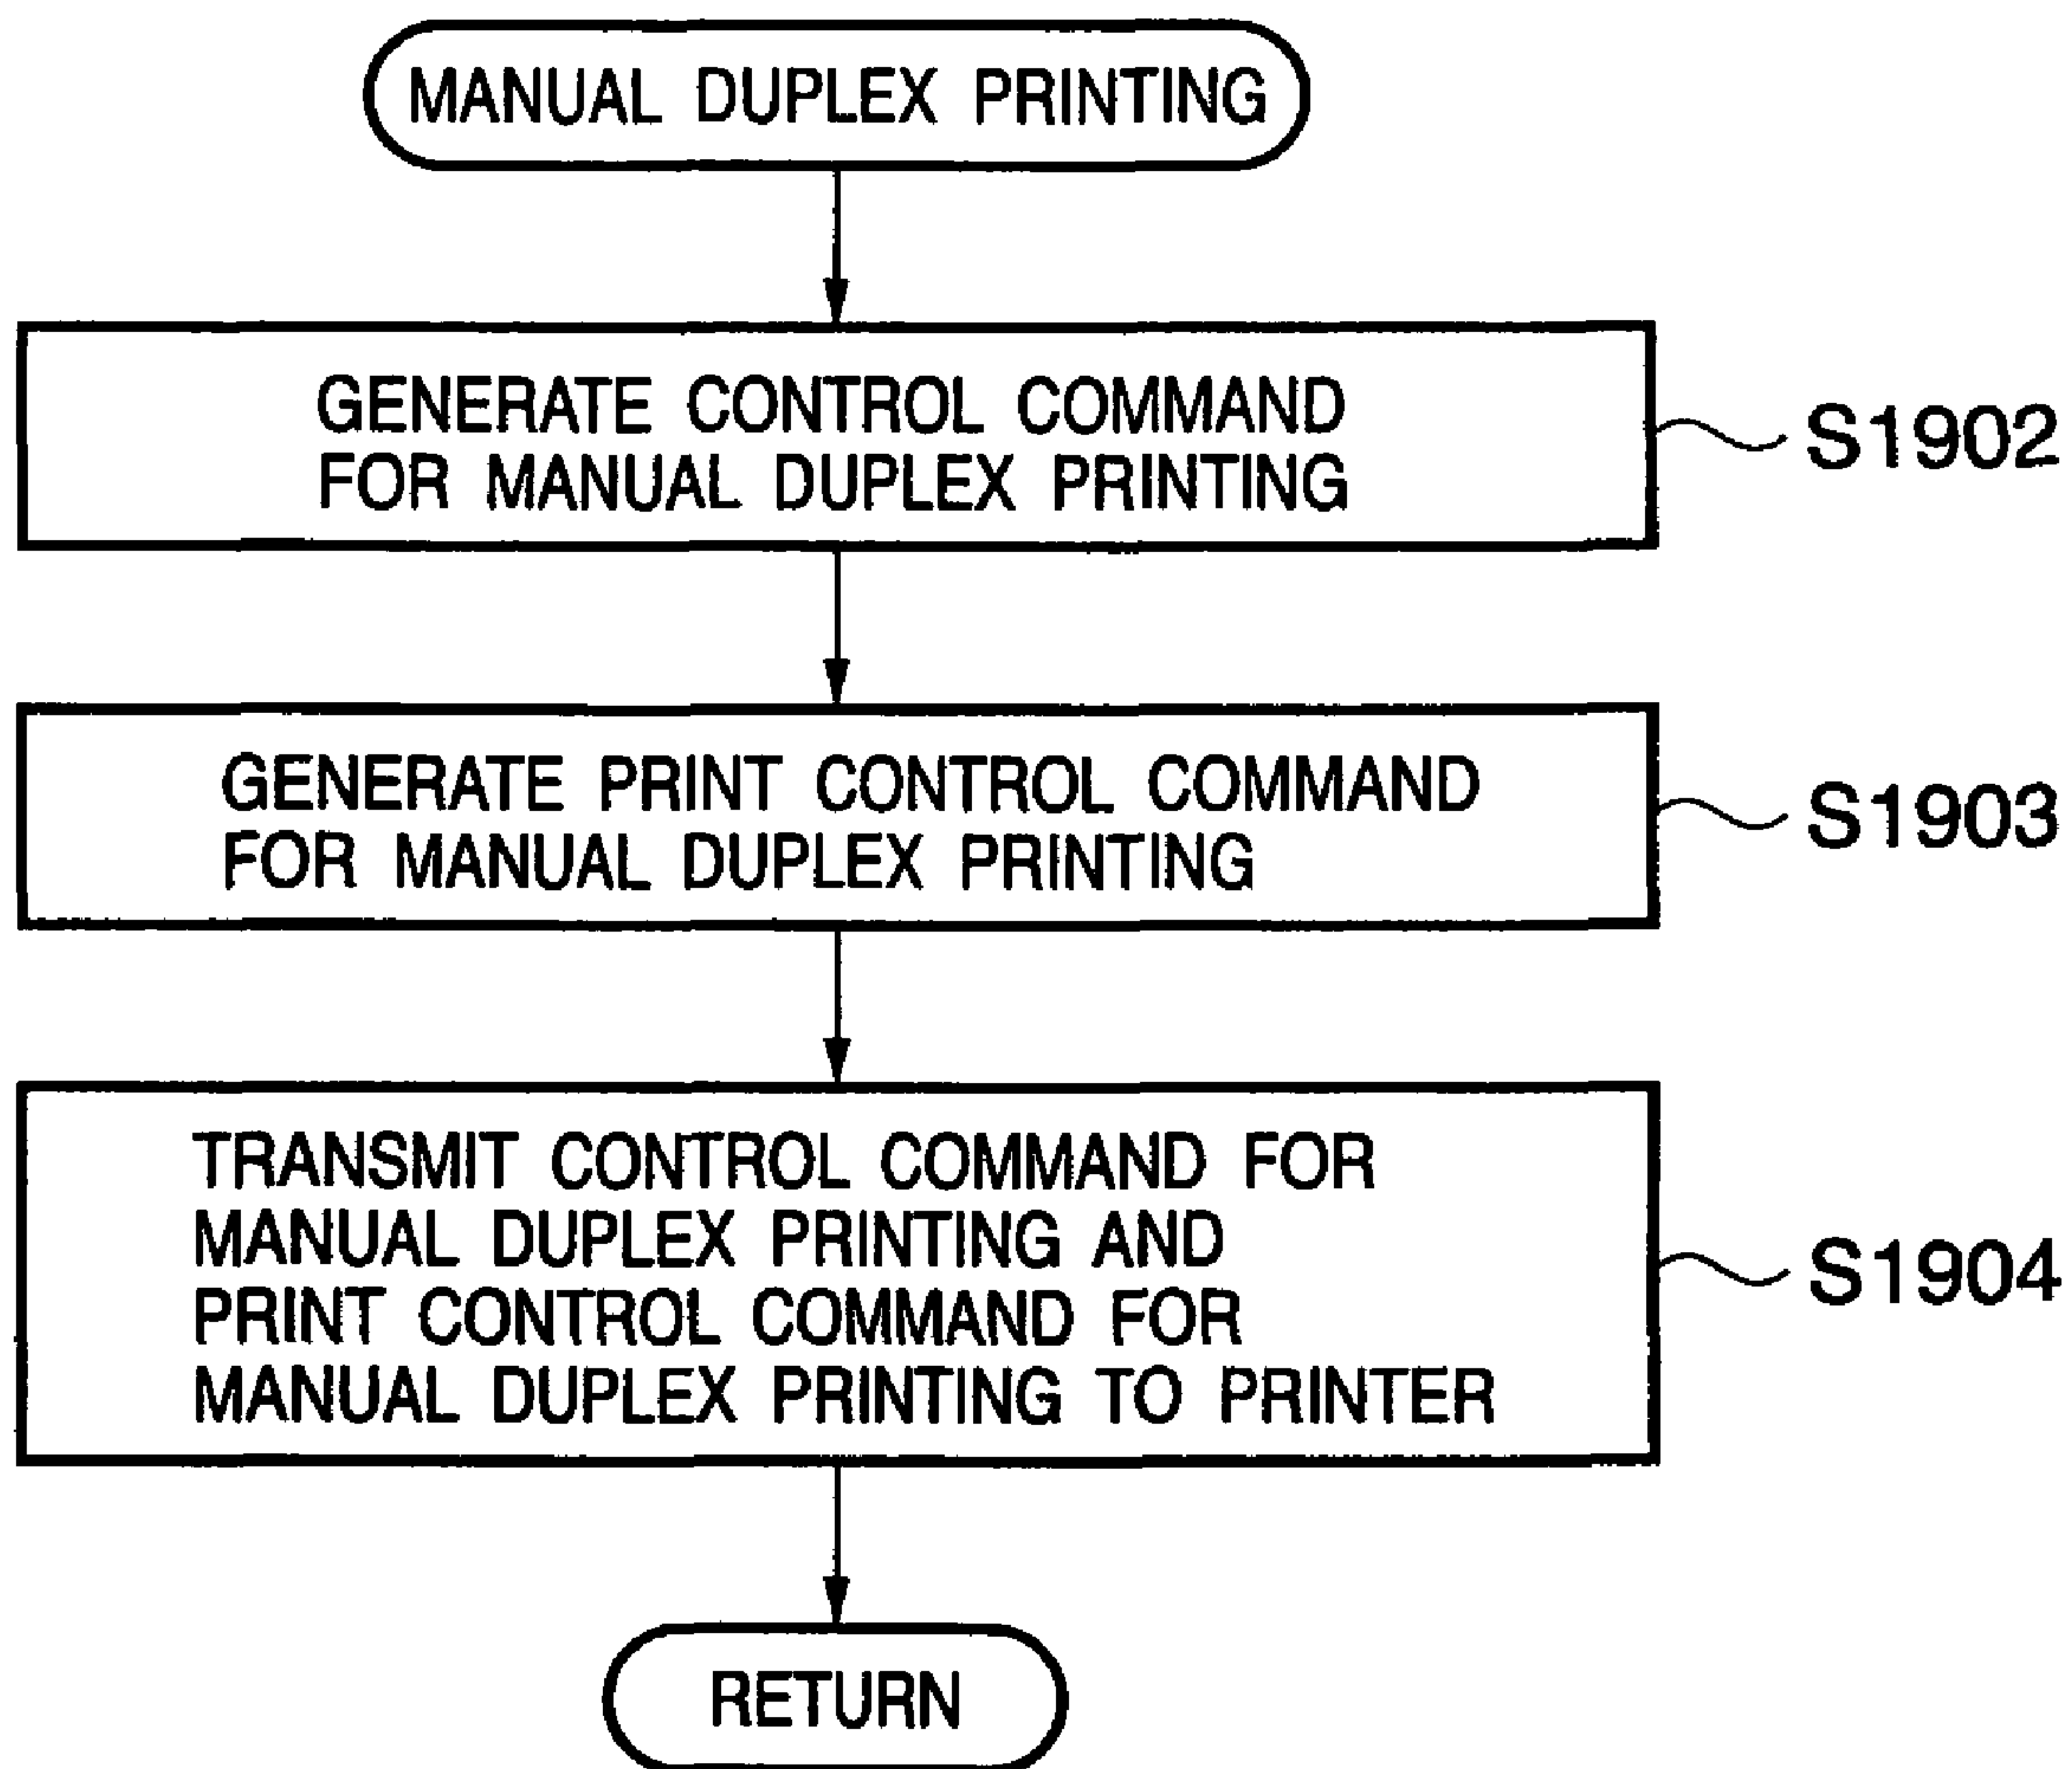 MANUAL DUPLEX PRINTING
GENERATE CONTROL COMMAND
FOR MANUAL DUPLEX PRINTING
S1902
GENERATE PRINT CONTROL COMMAND
FOR MANUAL DUPLEX PRINTING
S1903
TRANSMIT CONTROL COMMAND FOR
MANUAL DUPLEX PRINTING AND
PRINT CONTROL COMMAND FOR
MANUAL DUPLEX PRINTING TO PRINTER
S1904
RETURN